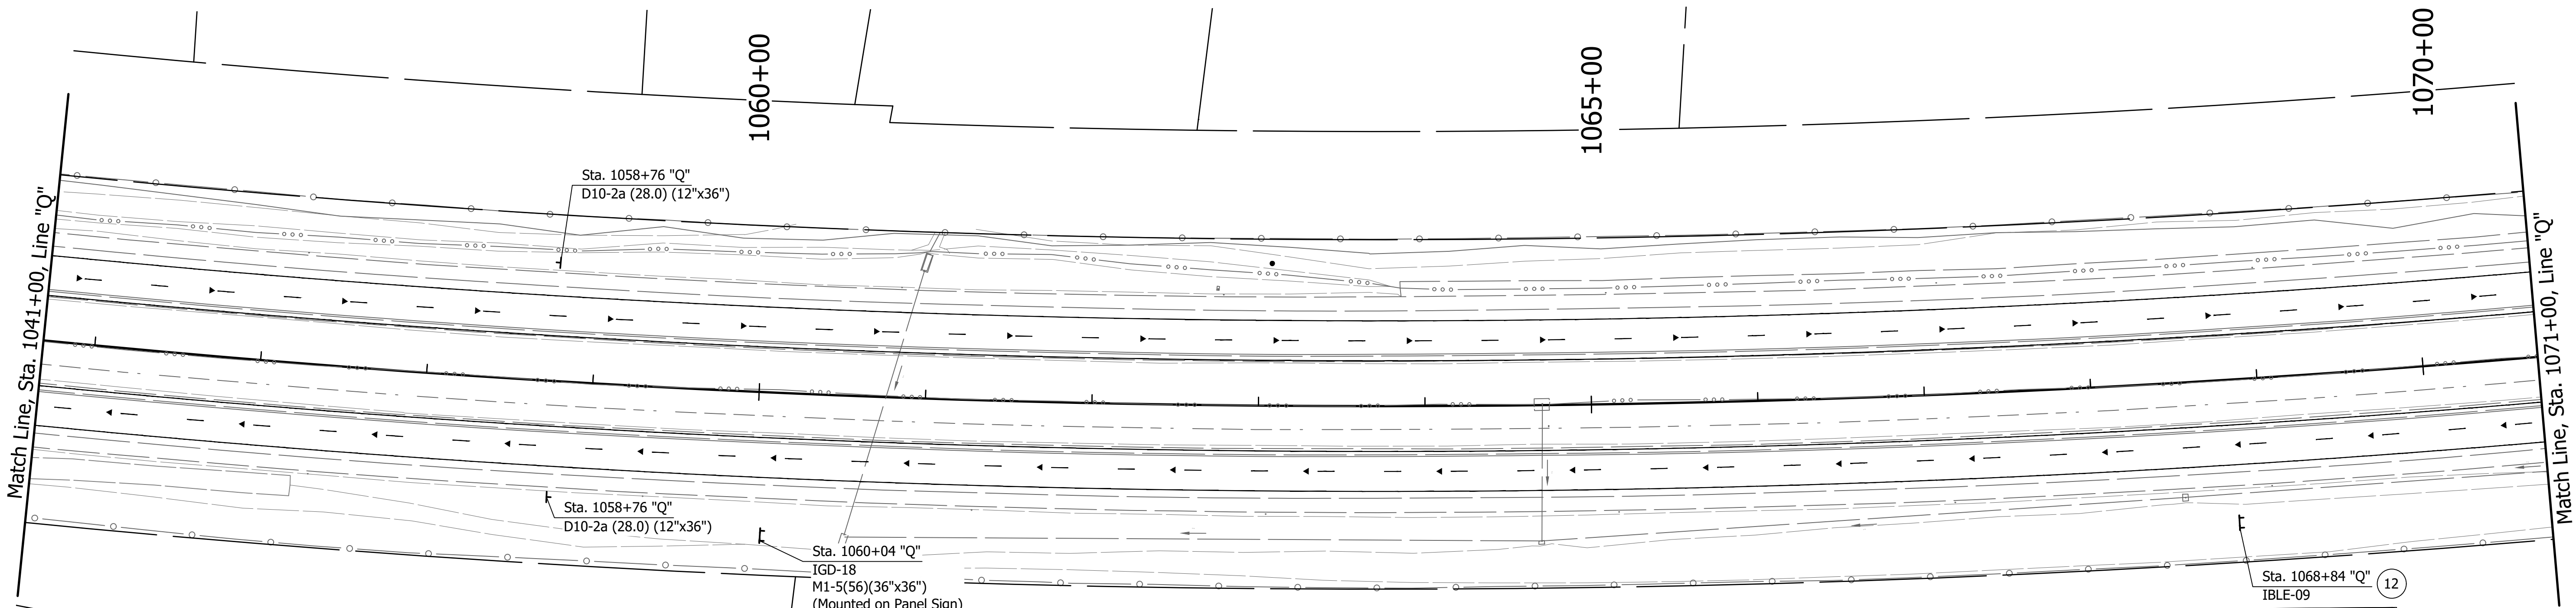 1060+00
1065+00
1070+00
Sta. 1058+76 "Q"
D10-2a (28.0) (12"x36")
Match Line, Sta. 1041+00, Line "Q"
Match Line, Sta. 1071+00, Line "Q"
Sta. 1058+76 "Q"
D10-2a (28.0) (12"x36")
Sta. 1060+04 "Q"
IGD-18
M1-5(56)(36"x36")
(Mounted on Panel Sign)
Sta. 1068+84 "Q" 12
IBLE-09